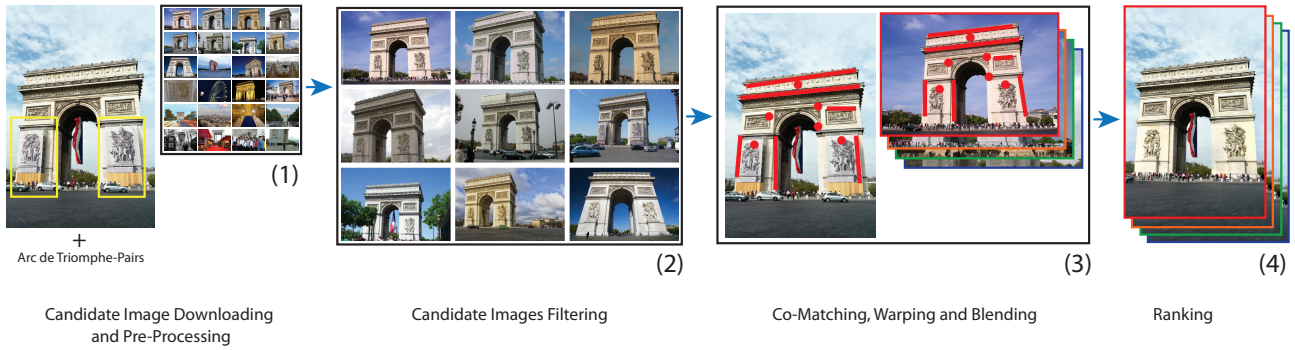 +
Arc de Triomphe-Pairs
(1)
(2)
(3)
(4)
Candidate Image Downloading
and Pre-Processing
Candidate Images Filtering
Co-Matching, Warping and Blending
Ranking